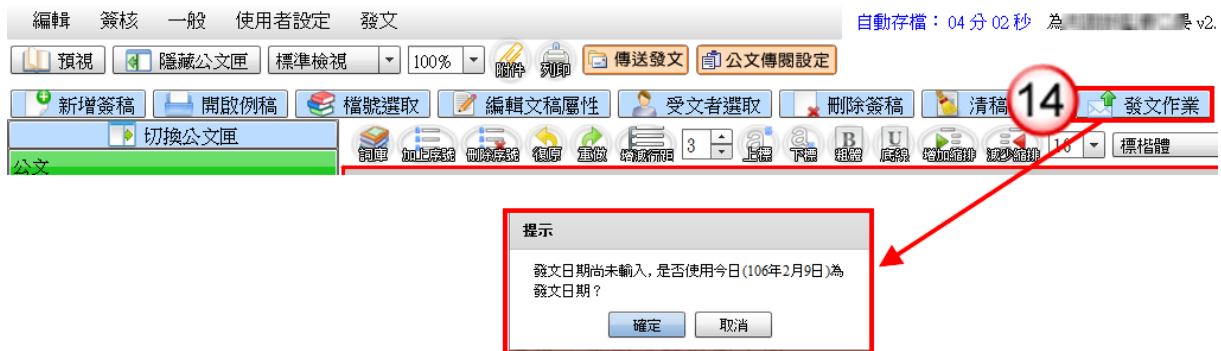 編輯 簽核 一般 使用者設定 發文 自動存檔：04 分 02 秒 為 v2.
預視 隱藏公文匣 標準檢視 100% 附件 列印 傳送發文 公文傳閱設定
新增簽稿 開啟例稿 檔號選取 編輯文稿屬性 受文者選取 刪除簽稿 清稿 14 發文作業
切換公文匣 詞庫 加上序號 刪除序號 復原 重做 增減行距 3 上標 下標 粗體 底線 增加縮排 減少縮排 16 標楷體
公文
提示
發文日期尚未輸入, 是否使用今日(106年2月9日)為
發文日期？
確定 取消